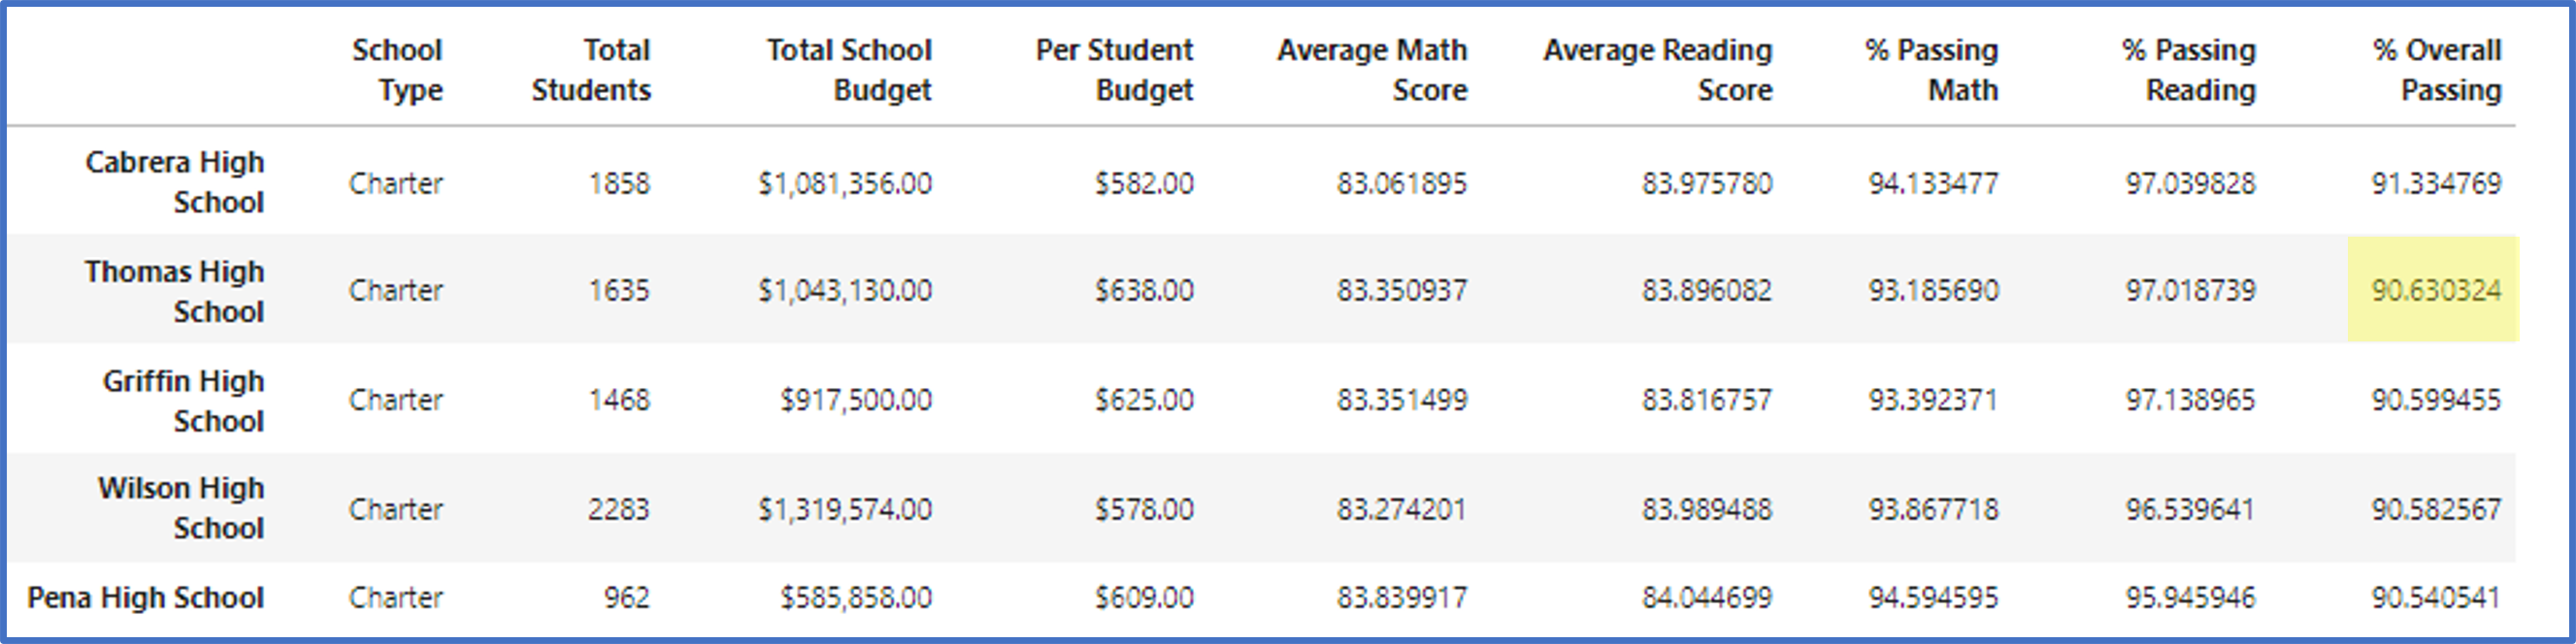 School Type Total Students Total School Budget Per Student Budget Average Math Score Average Reading Score % Passing Math % Passing Reading % Overall Passing
Cabrera High School Charter 1858 $1,081,356.00 $582.00 83.061895 83.975780 94.133477 97.039828 91.334769
Thomas High School Charter 1635 $1,043,130.00 $638.00 83.350937 83.896082 93.185690 97.018739 90.630324
Griffin High School Charter 1468 $917,500.00 $625.00 83.351499 83.816757 93.392371 97.138965 90.599455
Wilson High School Charter 2283 $1,319,574.00 $578.00 83.274201 83.989488 93.867718 96.539641 90.582567
Pena High School Charter 962 $585,858.00 $609.00 83.839917 84.044699 94.594595 95.945946 90.540541